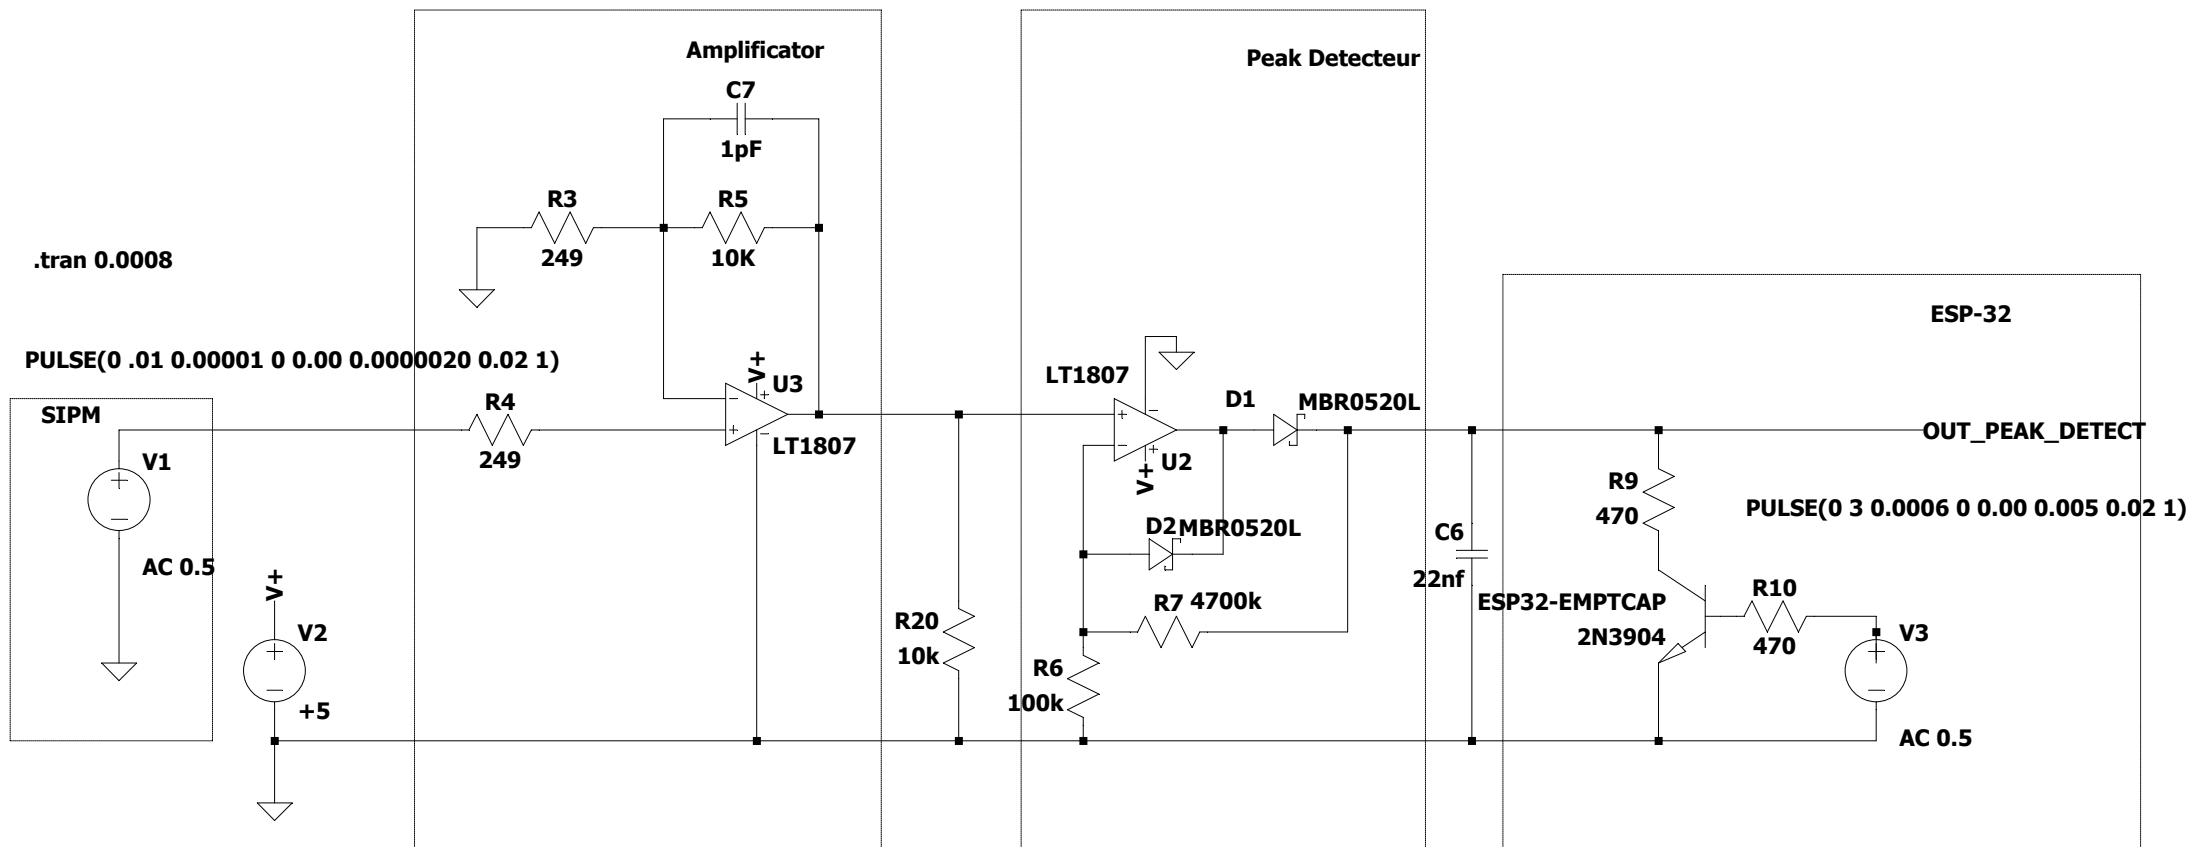 Amplificator
Peak Detecteur
C7
1pF
R3
249
R5
10K
.tran 0.0008
ESP-32
PULSE(0 .01 0.00001 0 0.00 0.0000020 0.02 1)
V+
U3
LT1807
LT1807
D1
MBR0520L
SIPM
R4
249
OUT_PEAK_DETECT
V1
U2
V+
R9
470
PULSE(0 3 0.0006 0 0.00 0.005 0.02 1)
D2
MBR0520L
C6
22nf
AC 0.5
V+
R7
4700k
ESP32-EMPTCAP
2N3904
R10
470
V2
+5
R20
10k
R6
100k
V3
AC 0.5